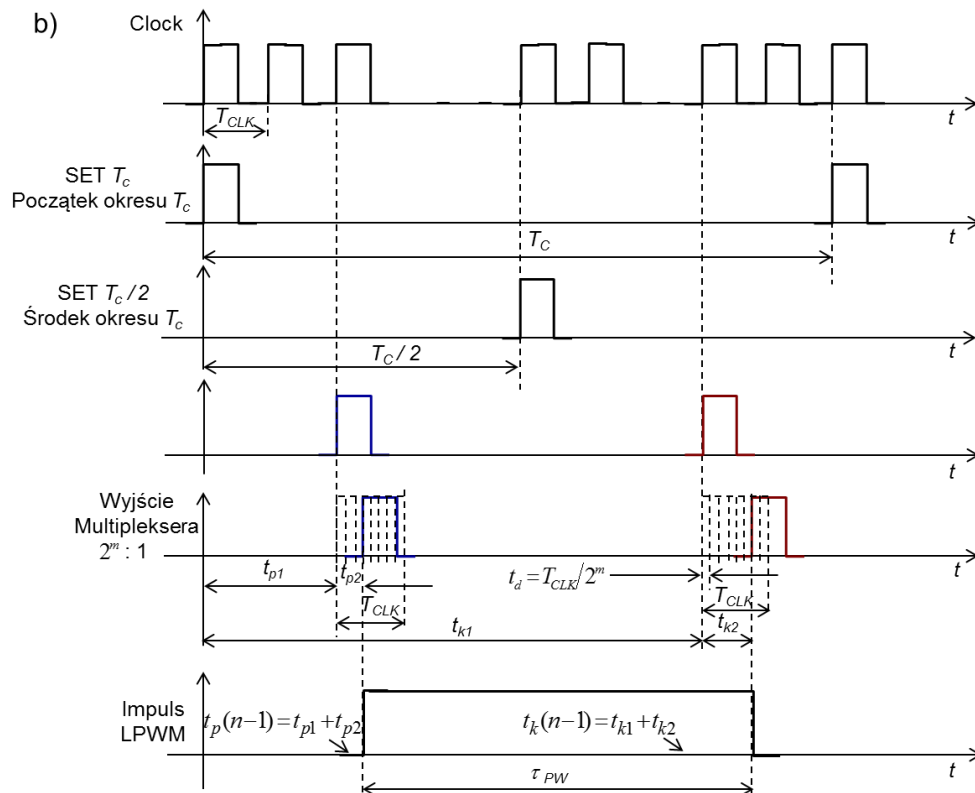 b)
Clock
T_CLK
t
SET T_c
Początek okresu T_c
t
T_C
SET T_c / 2
Środek okresu T_c
t
T_C / 2
t
Wyjście
Multipleksera
2^m : 1
t
t_p1
t_p2
t_d = T_CLK/2^m
T_CLK
T_CLK
t_k1
t_k2
Impuls
LPWM
t_p(n−1) = t_p1 + t_p2
t_k(n−1) = t_k1 + t_k2
t
τ_PW